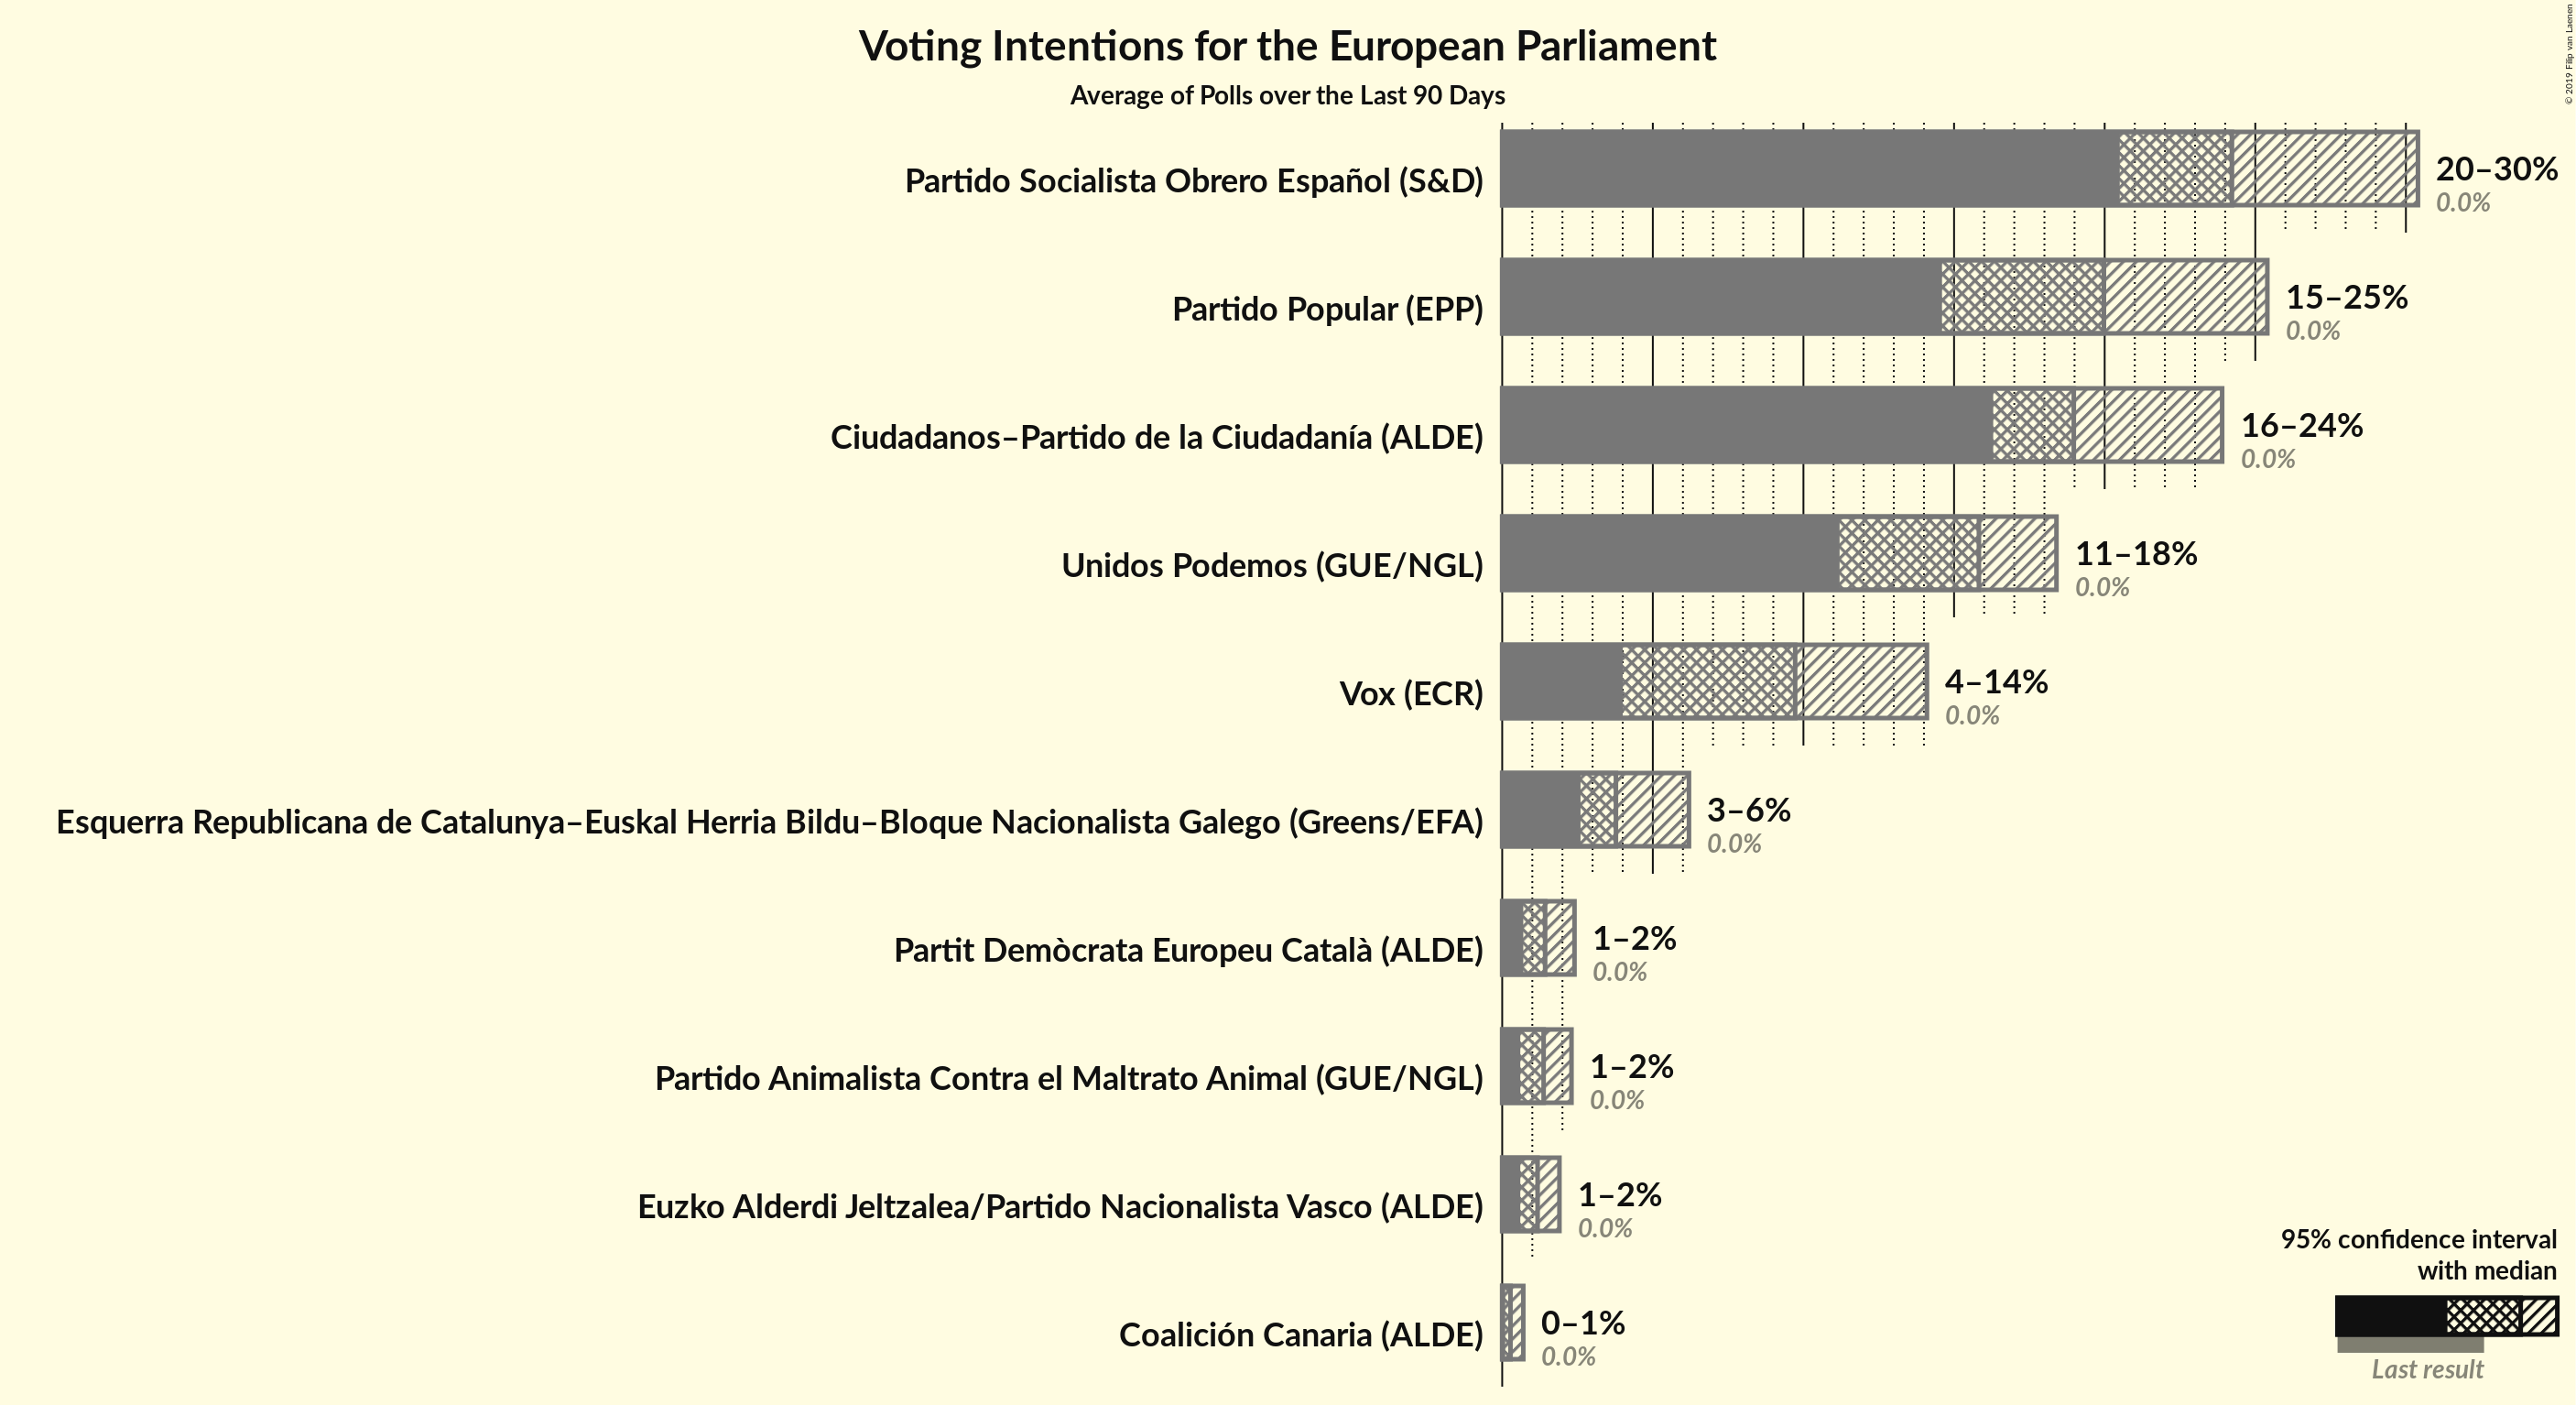 © 2019 Filip van Laenen
Voting Intentions for the European Parliament
Average of Polls over the Last 90 Days
Partido Socialista Obrero Español (S&D)
20–30%
0.0%
Partido Popular (EPP)
15–25%
0.0%
Ciudadanos–Partido de la Ciudadanía (ALDE)
16–24%
0.0%
Unidos Podemos (GUE/NGL)
11–18%
0.0%
Vox (ECR)
4–14%
0.0%
Esquerra Republicana de Catalunya–Euskal Herria Bildu–Bloque Nacionalista Galego (Greens/EFA)
3–6%
0.0%
Partit Demòcrata Europeu Català (ALDE)
1–2%
0.0%
Partido Animalista Contra el Maltrato Animal (GUE/NGL)
1–2%
0.0%
Euzko Alderdi Jeltzalea/Partido Nacionalista Vasco (ALDE)
1–2%
0.0%
Coalición Canaria (ALDE)
0–1%
0.0%
95% confidence interval
with median
Last result